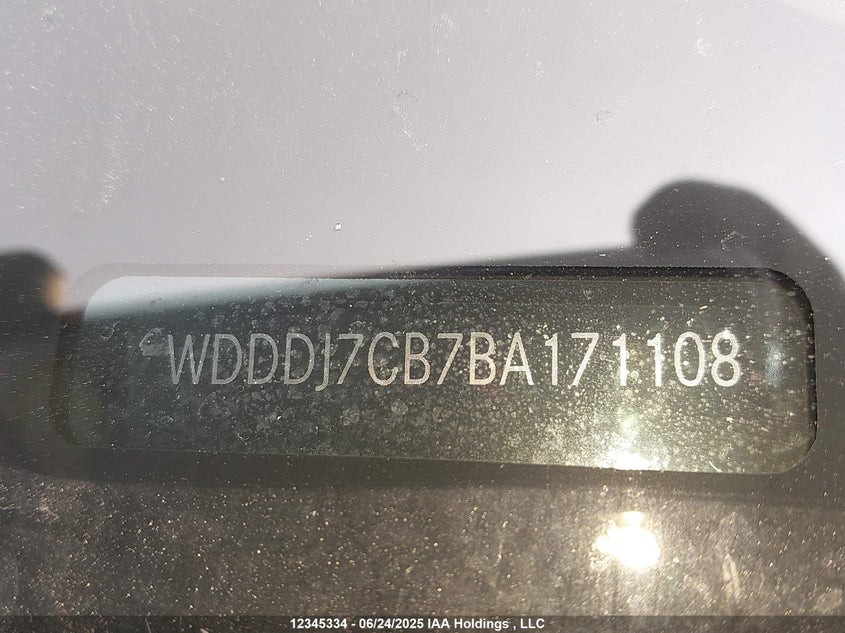 WDDDJ7CB7BA171108
12345334 - 06/24/2025 IAA Holdings , LLC